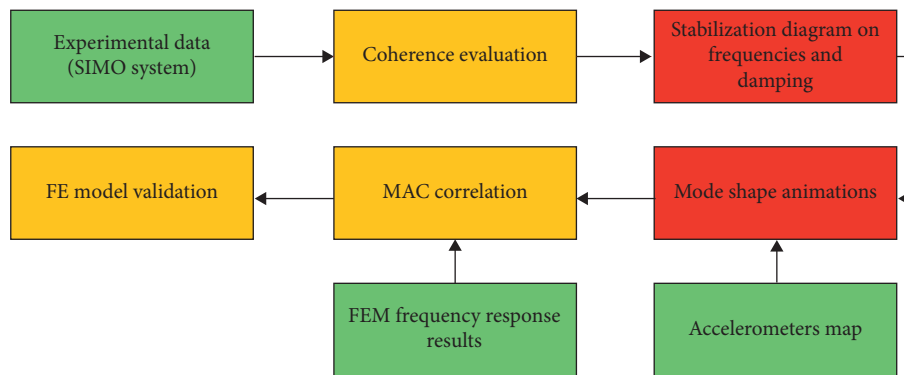 Experimental data
(SIMO system)
Coherence evaluation
Stabilization diagram on
frequencies and
damping
FE model validation
MAC correlation
Mode shape animations
FEM frequency response
results
Accelerometers map